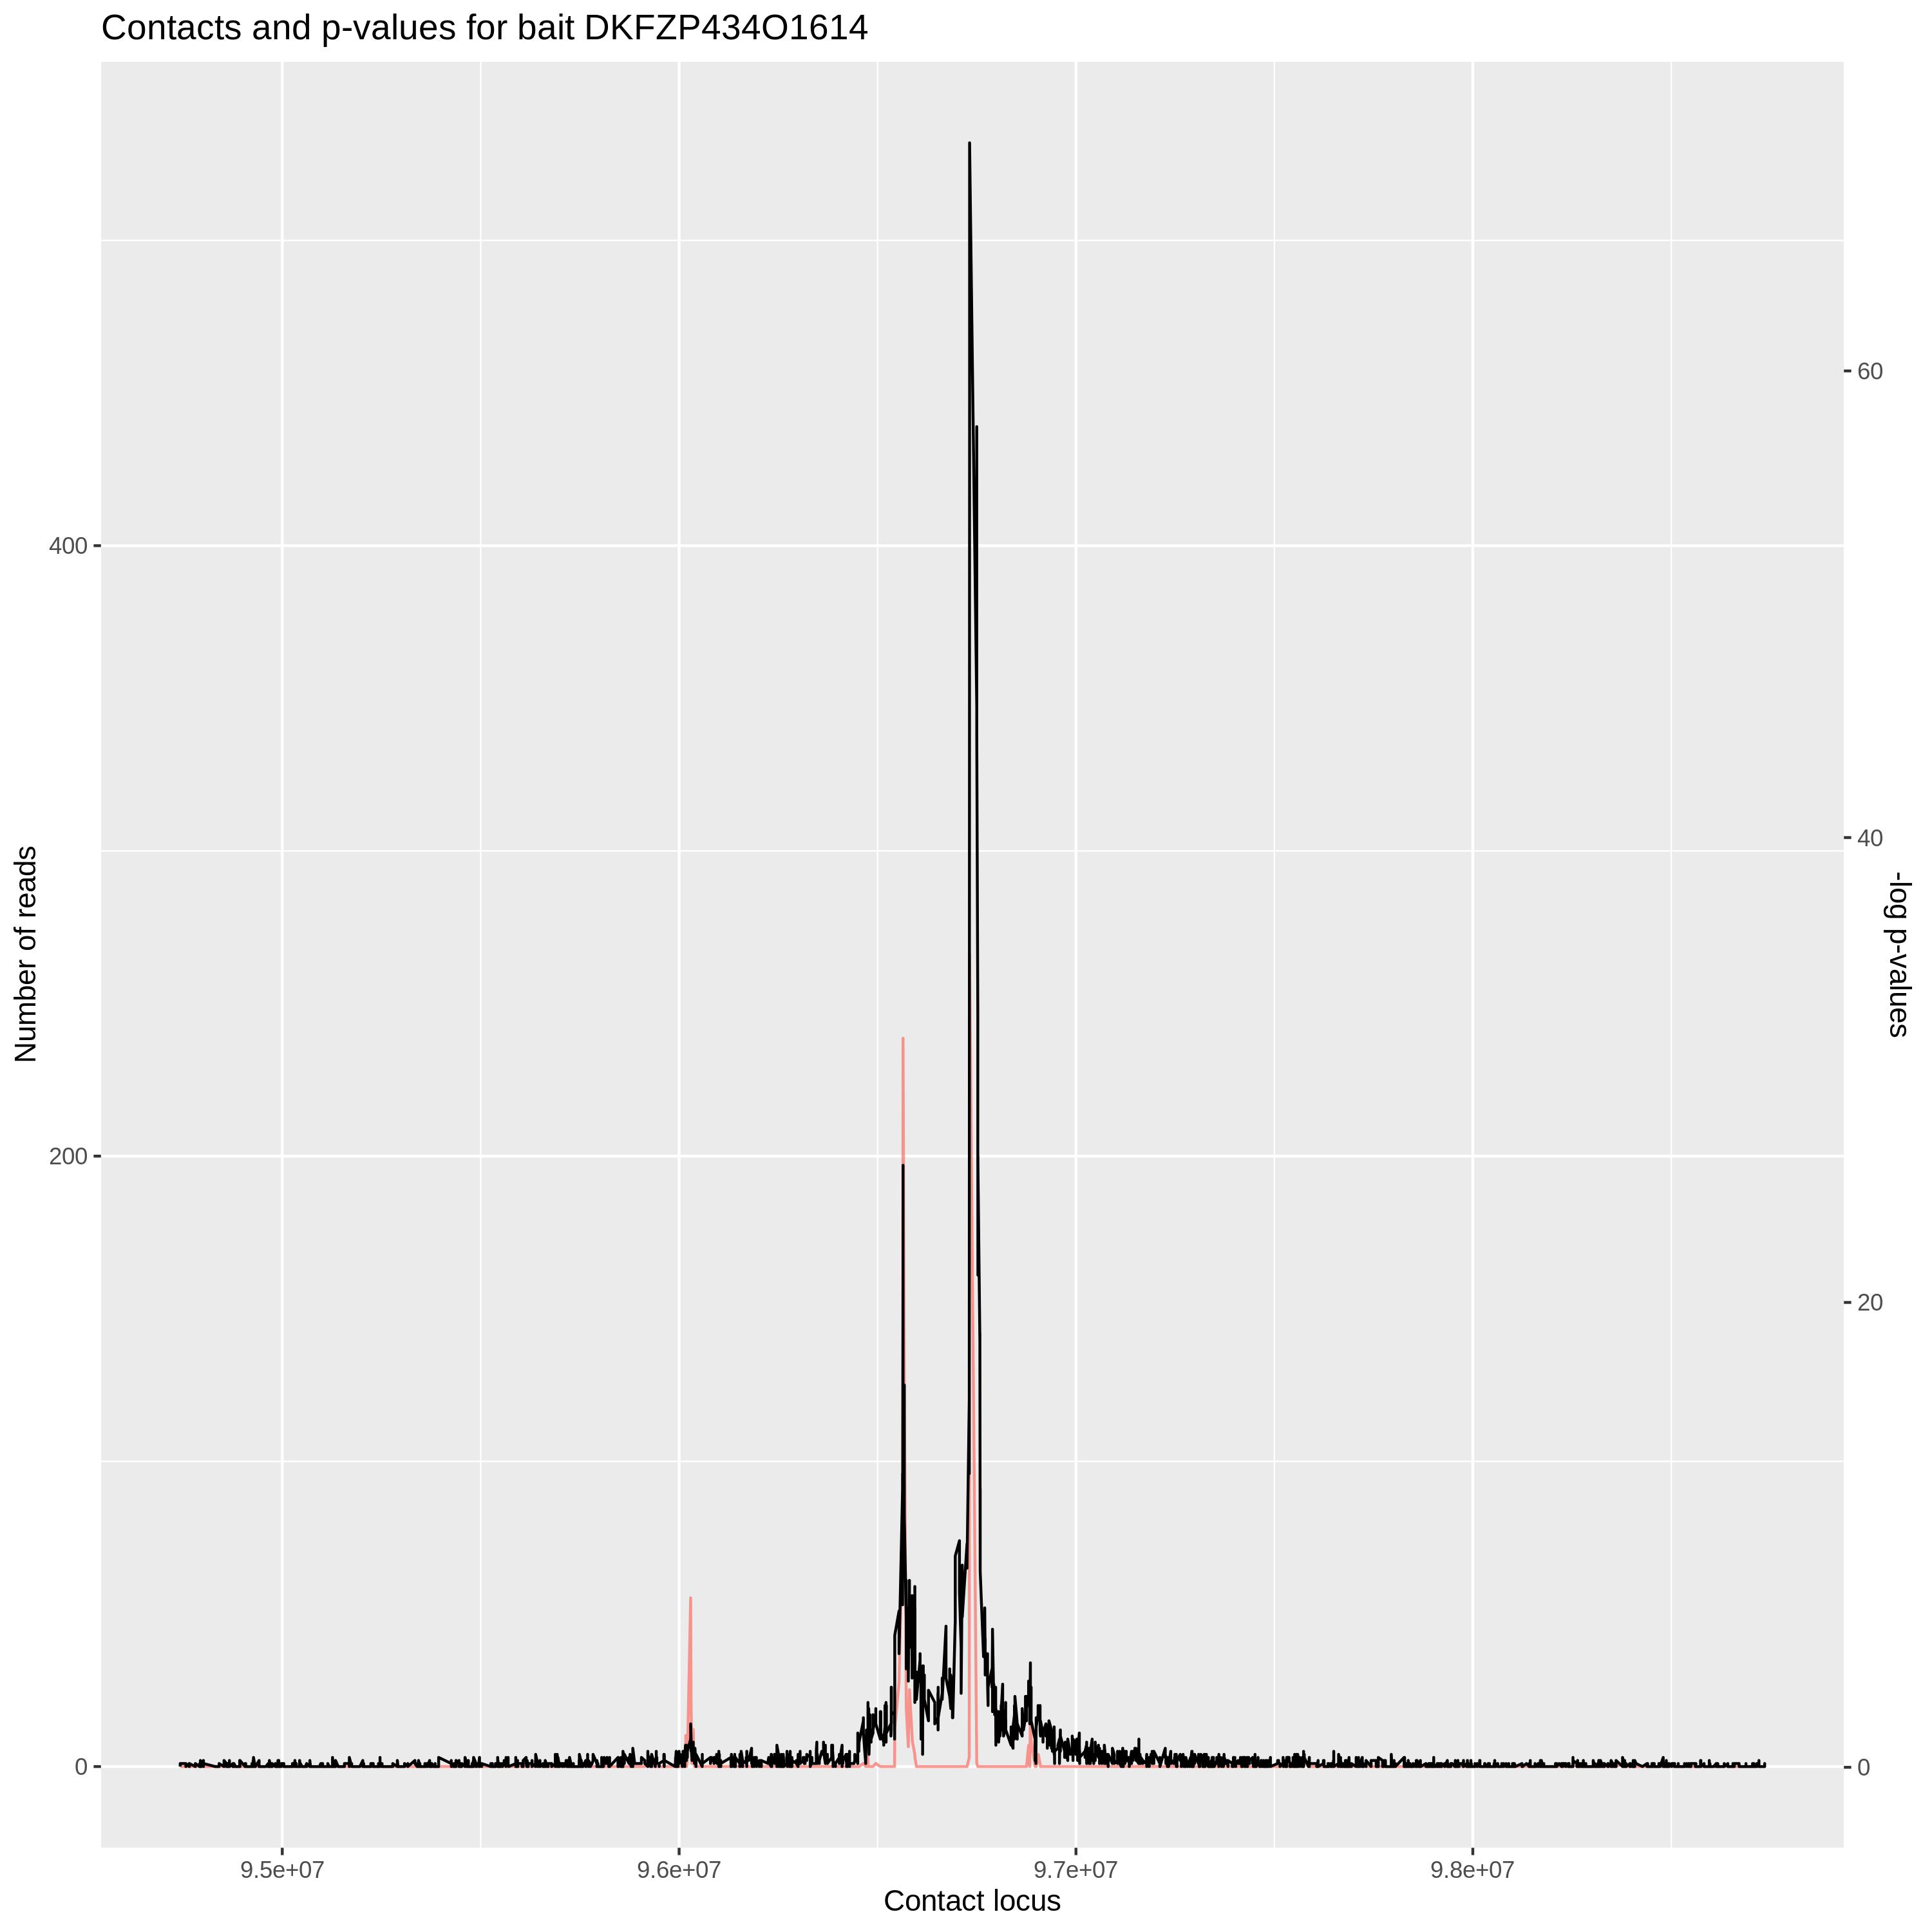 Contacts and p-values for bait DKFZP434O1614
Number of reads
400
200
0
60
40
20
0
-log p-values
9.5e+07
9.6e+07
9.7e+07
9.8e+07
Contact locus